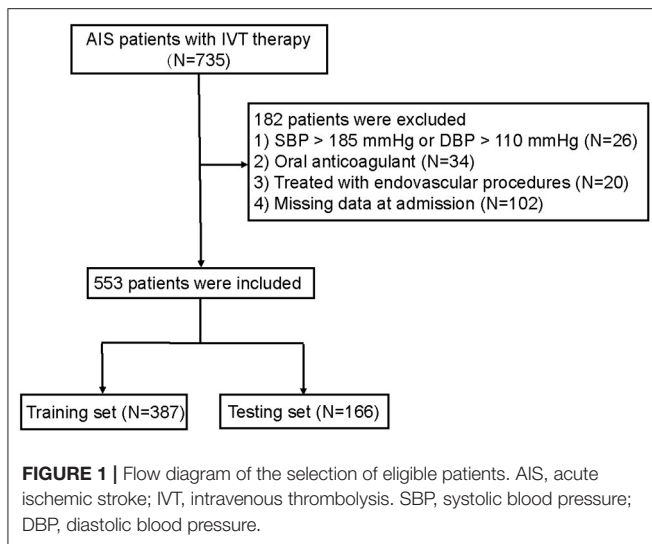 AIS patients with IVT therapy
(N=735)
182 patients were excluded
1) SBP > 185 mmHg or DBP > 110 mmHg (N=26)
2) Oral anticoagulant (N=34)
3) Treated with endovascular procedures (N=20)
4) Missing data at admission (N=102)
553 patients were included
Training set (N=387)
Testing set (N=166)
FIGURE 1 | Flow diagram of the selection of eligible patients. AIS, acute
ischemic stroke; IVT, intravenous thrombolysis. SBP, systolic blood pressure;
DBP, diastolic blood pressure.